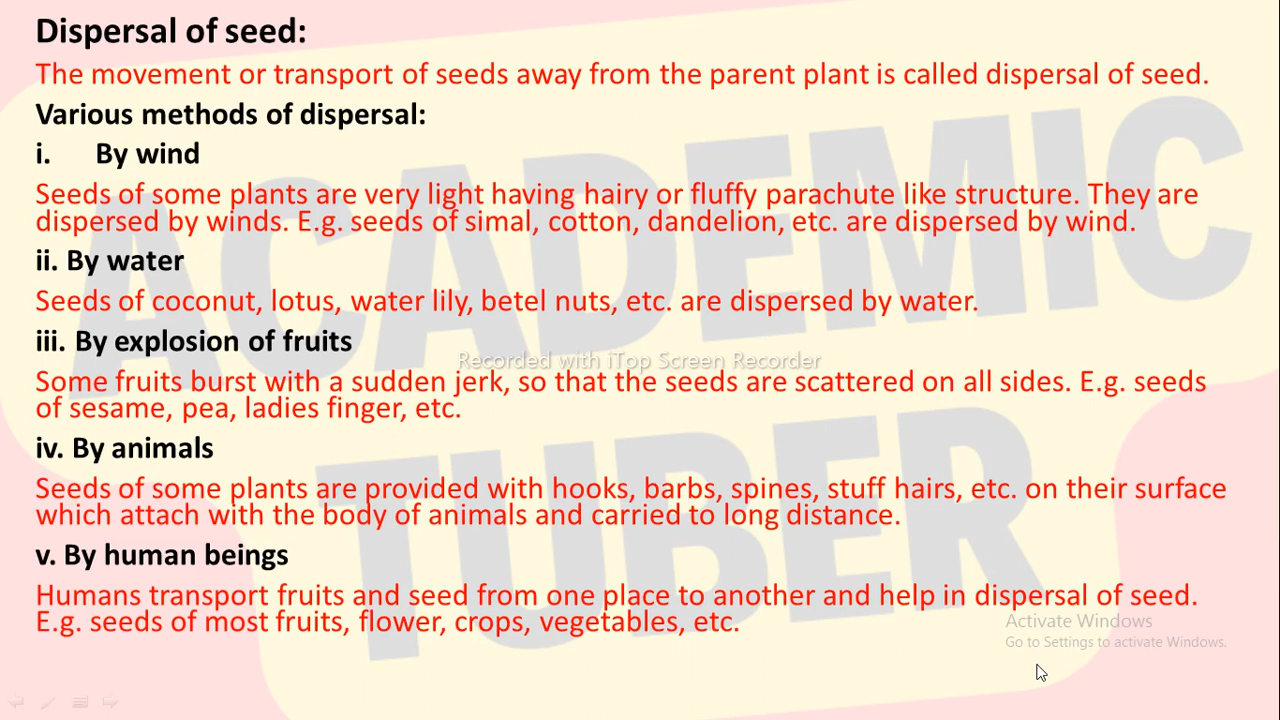 Dispersal of seed:
The movement or transport of seeds away from the parent plant is called dispersal of seed.
Various methods of dispersal:
i. By wind
Seeds of some plants are very light having hairy or fluffy parachute like structure. They are
dispersed by winds. E.g. seeds of simal, cotton, dandelion, etc. are dispersed by wind.
ii. By water
Seeds of coconut, lotus, water lily, betel nuts, etc. are dispersed by water.
iii. By explosion of fruits
Recorded with iTop Screen Recorder
Some fruits burst with a sudden jerk, so that the seeds are scattered on all sides. E.g. seeds
of sesame, pea, ladies finger, etc.
iv. By animals
Seeds of some plants are provided with hooks, barbs, spines, stuff hairs, etc. on their surface
which attach with the body of animals and carried to long distance.
v. By human beings
Humans transport fruits and seed from one place to another and help in dispersal of seed.
E.g. seeds of most fruits, flower, crops, vegetables, etc.
Activate Windows
Go to Settings to activate Windows.
ACADEMIC
TUBER